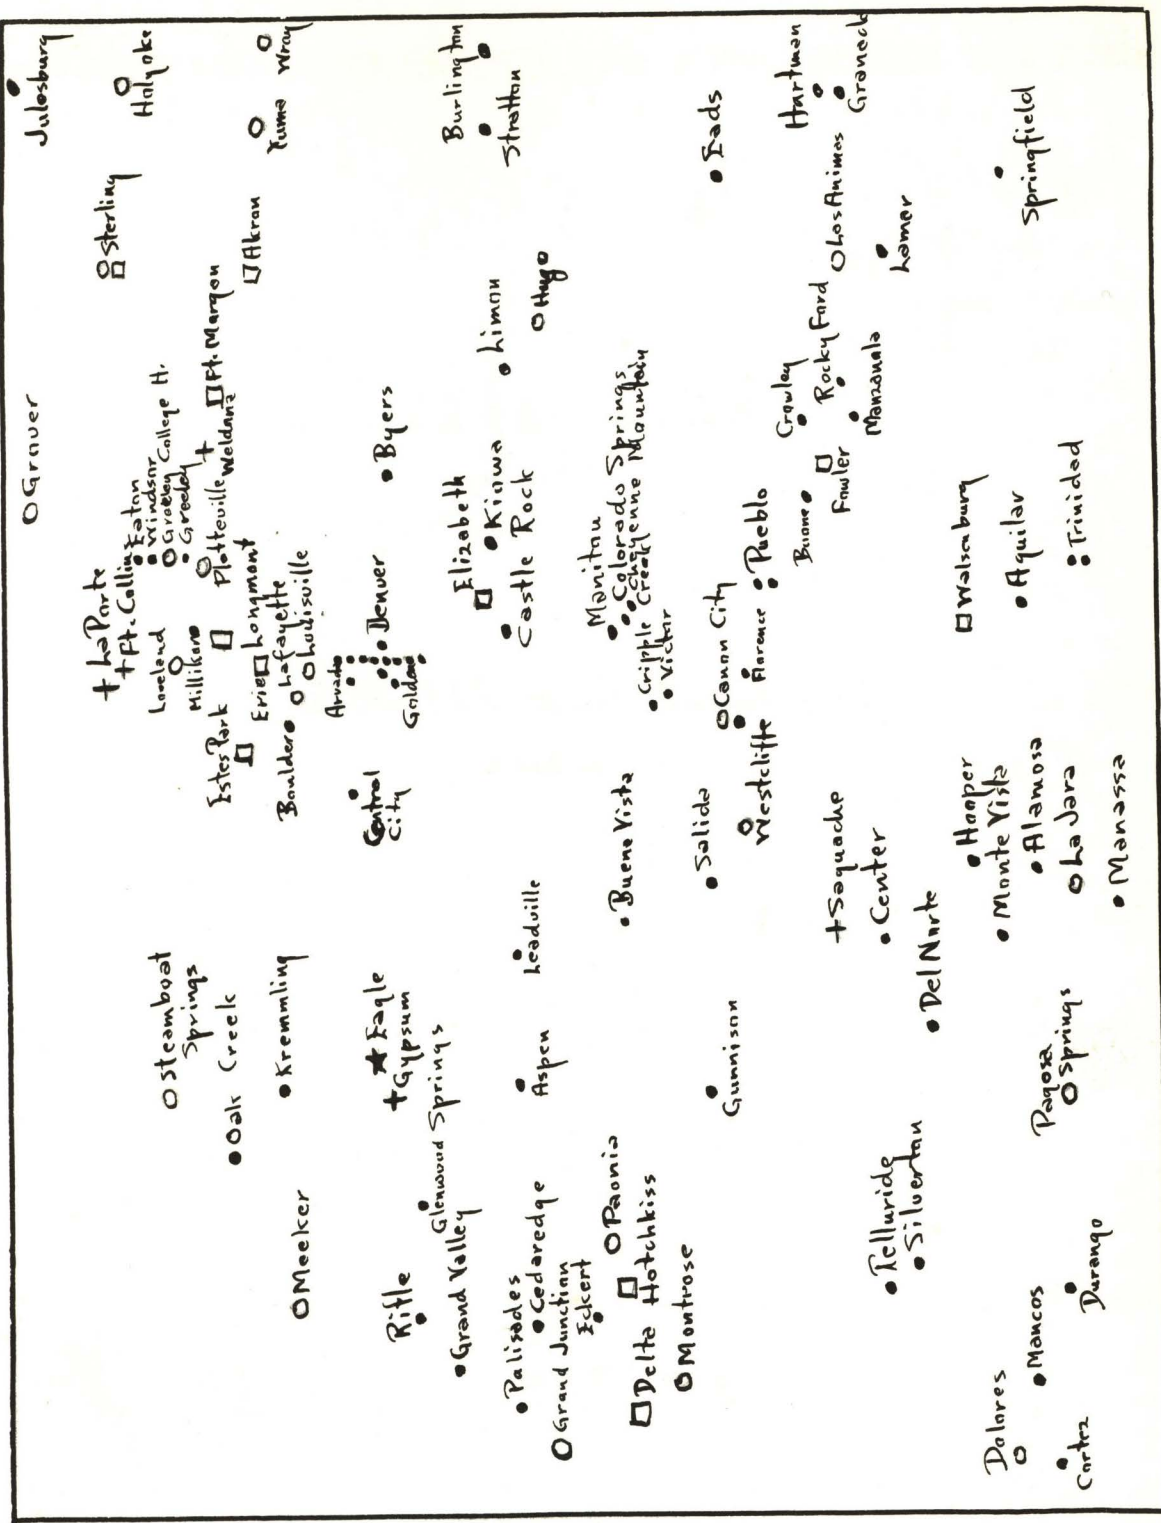 Julesburg
Holyoke
Wray
Yuma
Sterling
Akron
Grover
Ft. Morgan
Weldona
Eaton
Windsor
Greeley College H.
Greeley
Platteville
LaPorte
Ft. Collins
Loveland
Milliken
Longmont
Estes Park
Erie
Lafayette
Louisville
Boulder
Steamboat
Springs
Oak Creek
Kremmling
Meeker
Burlington
Stratton
Limon
Hugo
Byers
Elizabeth
Kiowa
Castle Rock
Denver
Arvada
Golden
Central
City
Eagle
Gypsum
Leadville
Aspen
Glenwood Springs
Rifle
Grand Valley
Palisades
Cedaredge
Grand Junction
Eckert
Paonia
Hotchkiss
Delta
Montrose
Eads
Manitou
Colorado Springs
Cheyenne Mountain
Cripple Creek
Victor
Buena Vista
Salida
Gunnison
Hartman
Las Animas
Lamar
Crowley
Rocky Ford
Manzanola
Fowler
Boone
Pueblo
Florence
Canon City
Westcliffe
Saquache
Center
Del Norte
Telluride
Silverton
Springfield
Walsenburg
Aguilar
Trinidad
Hooper
Monte Vista
Alamosa
La Jara
Manassa
Pagosa
Springs
Durango
Mancos
Dolores
Cortez